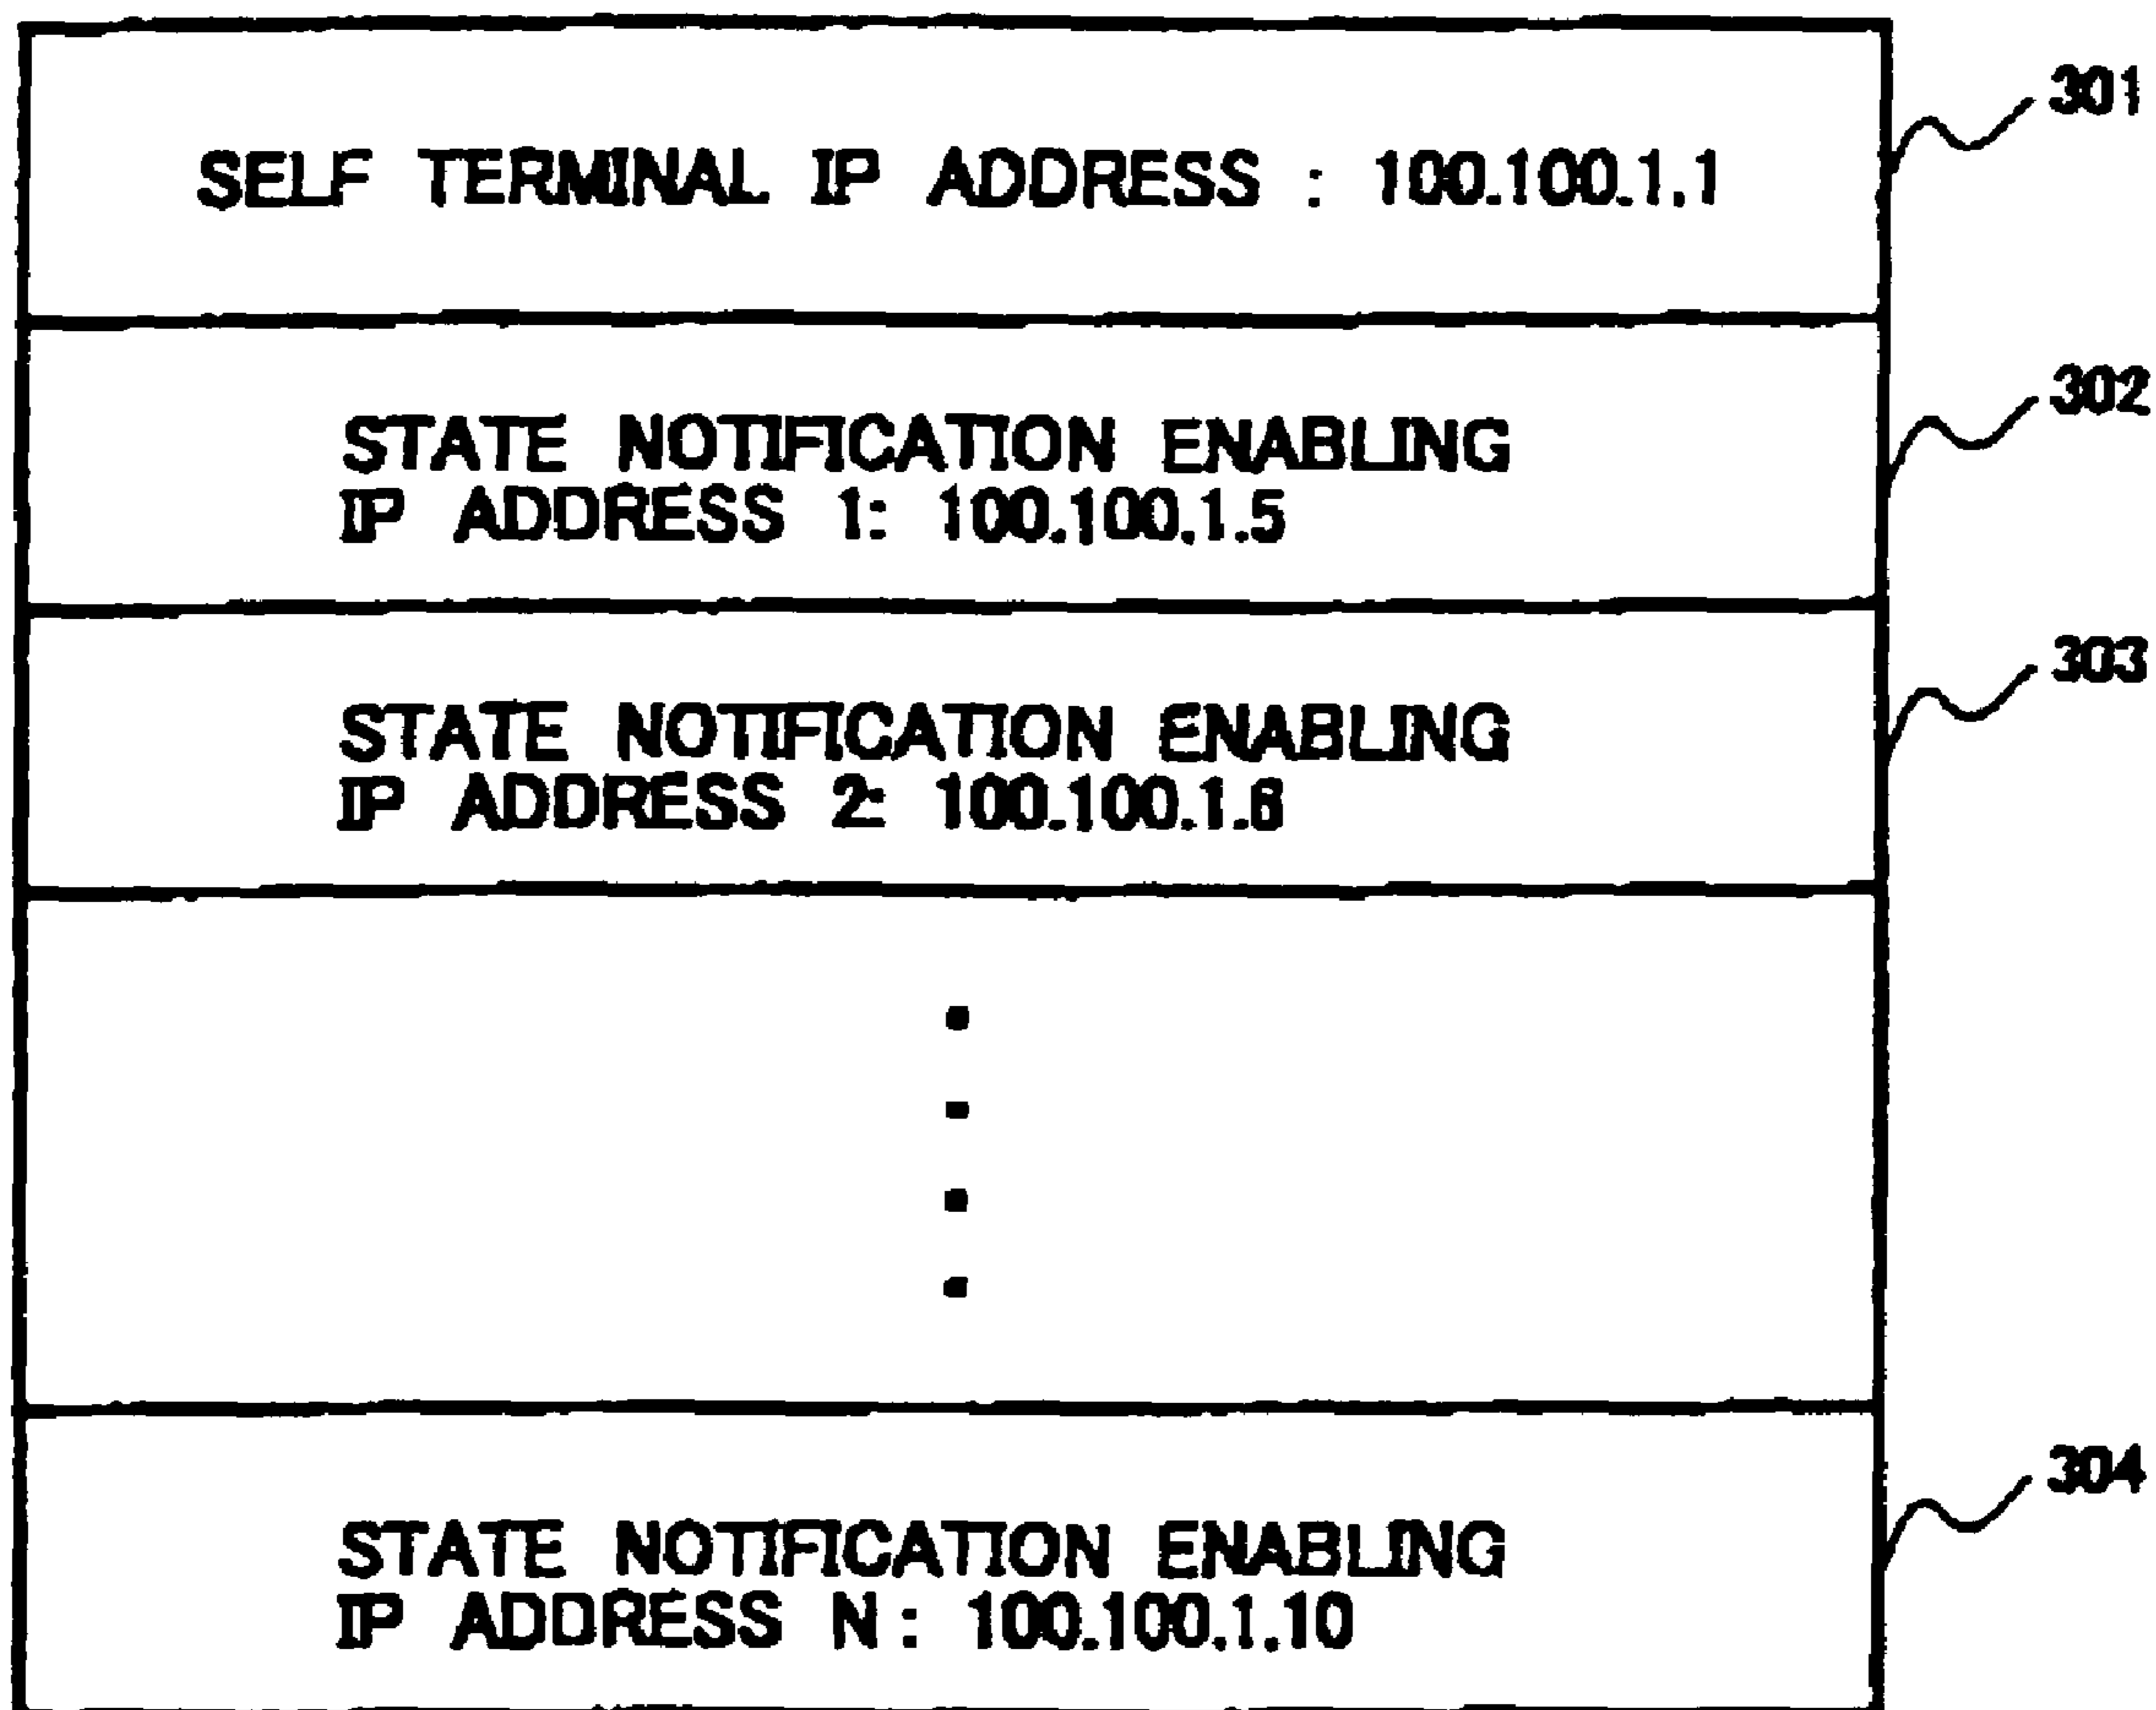 301
SELF TERMINAL IP ADDRESS : 100.100.1.1
302
STATE NOTIFICATION ENABLING
IP ADDRESS 1: 100.100.1.5
303
STATE NOTIFICATION ENABLING
IP ADDRESS 2: 100.100.1.6
304
STATE NOTIFICATION ENABLING
IP ADDRESS N: 100.100.1.10